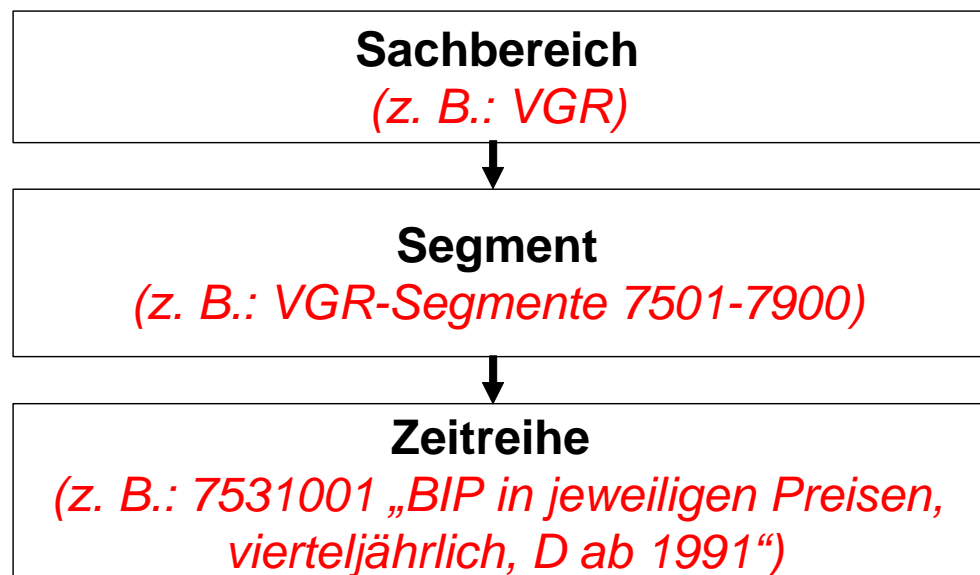 Sachbereich
(z. B.: VGR)
Segment
(z. B.: VGR-Segmente 7501-7900)
Zeitreihe
(z. B.: 7531001 „BIP in jeweiligen Preisen,
vierteljährlich, D ab 1991“)